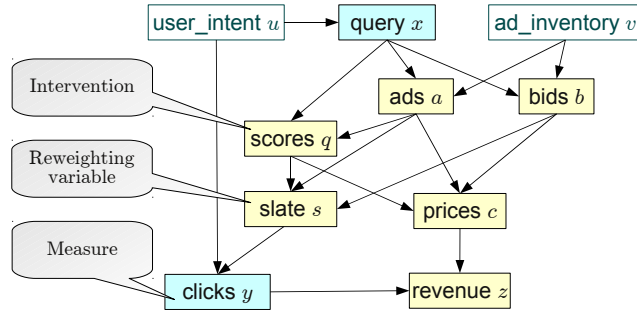 user_intent u
query x
ad_inventory v
Intervention
ads a
bids b
scores q
Reweighting
variable
slate s
prices c
Measure
clicks y
revenue z